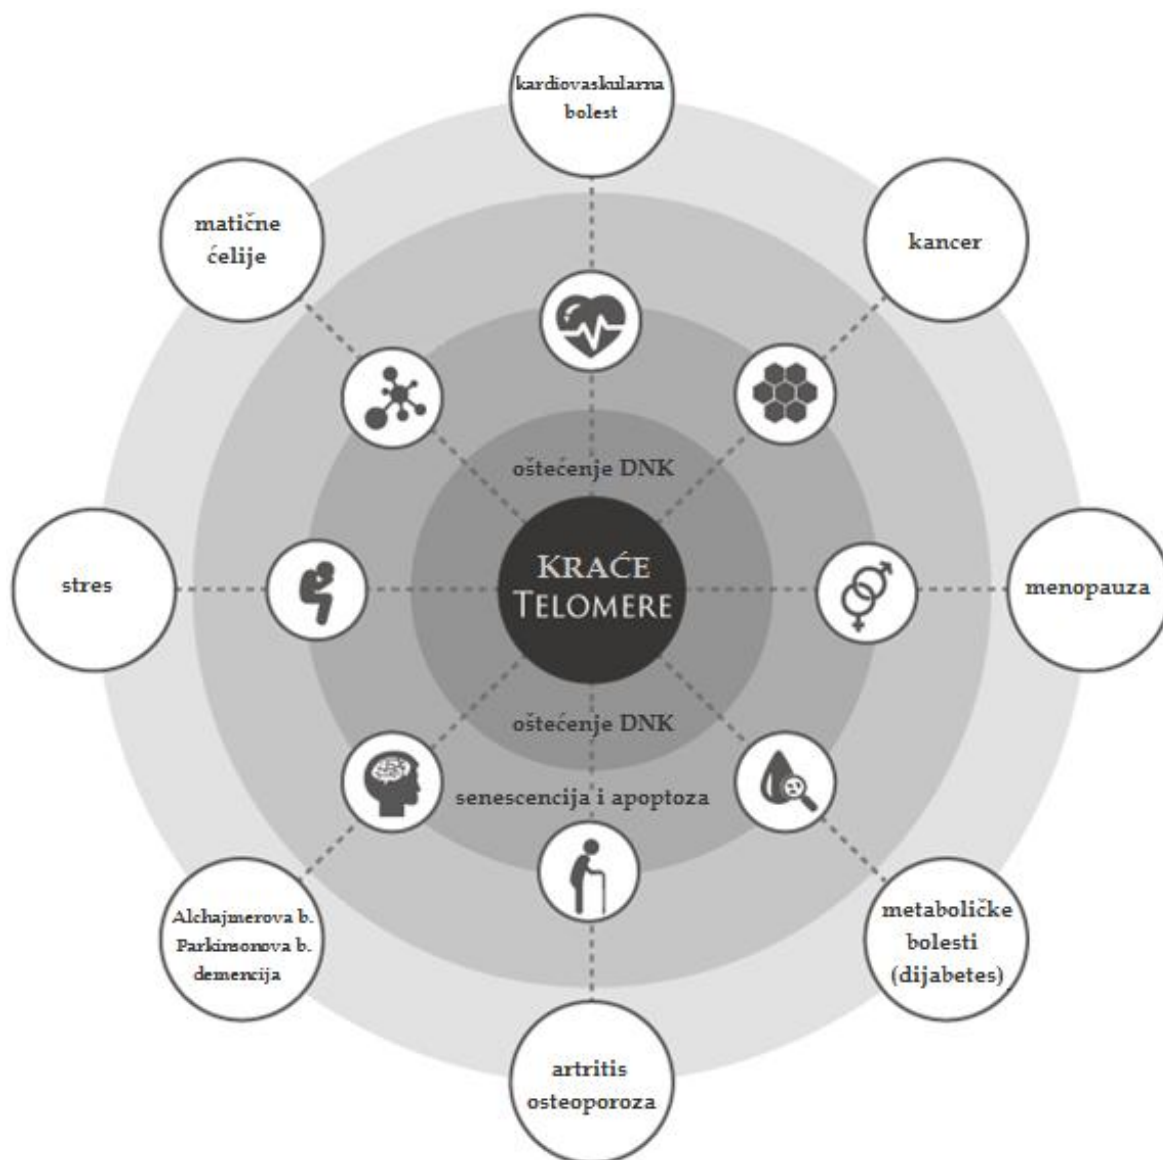 kardiovaskularna
bolest
matične
ćelije
kancer
oštećenje DNK
stres
KRAĆE
TELOMERE
menopauza
oštećenje DNK
senescencija i apoptoza
Alchajmerova b.
Parkinsonova b.
demencija
metaboličke
bolesti
(dijabetes)
artritis
osteoporoza